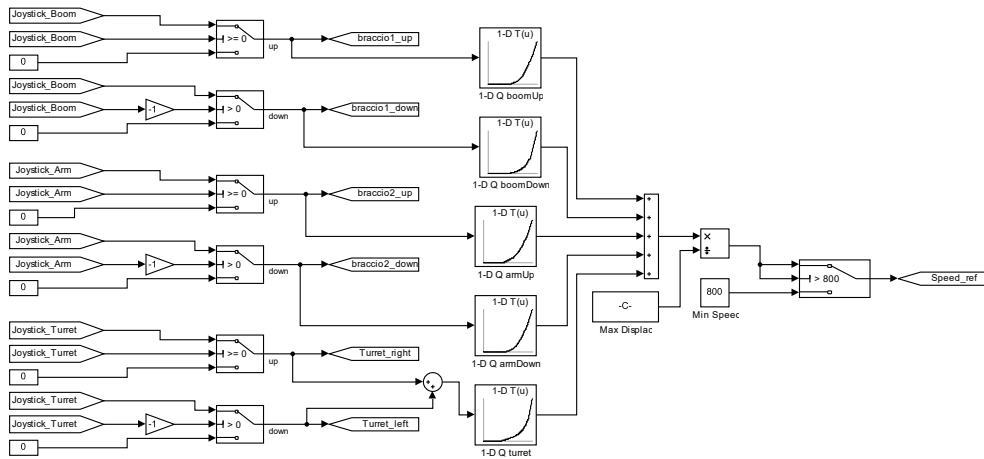 Joystick_Boom
Joystick_Boom
0
>= 0
up
braccio1_up
1-D T(u)
1-D Q boomUp
Joystick_Boom
Joystick_Boom
-1
0
> 0
down
braccio1_down
1-D T(u)
1-D Q boomDown
Joystick_Arm
Joystick_Arm
0
>= 0
up
braccio2_up
1-D T(u)
1-D Q armUp
Joystick_Arm
Joystick_Arm
-1
0
> 0
down
braccio2_down
1-D T(u)
1-D Q armDown
Joystick_Turret
Joystick_Turret
0
>= 0
up
Turret_right
Joystick_Turret
Joystick_Turret
-1
0
> 0
down
Turret_left
+
+
1-D T(u)
1-D Q turret
+
+
+
+
+
-C-
Max Displac
×
÷
800
Min Speed
> 800
Speed_ref